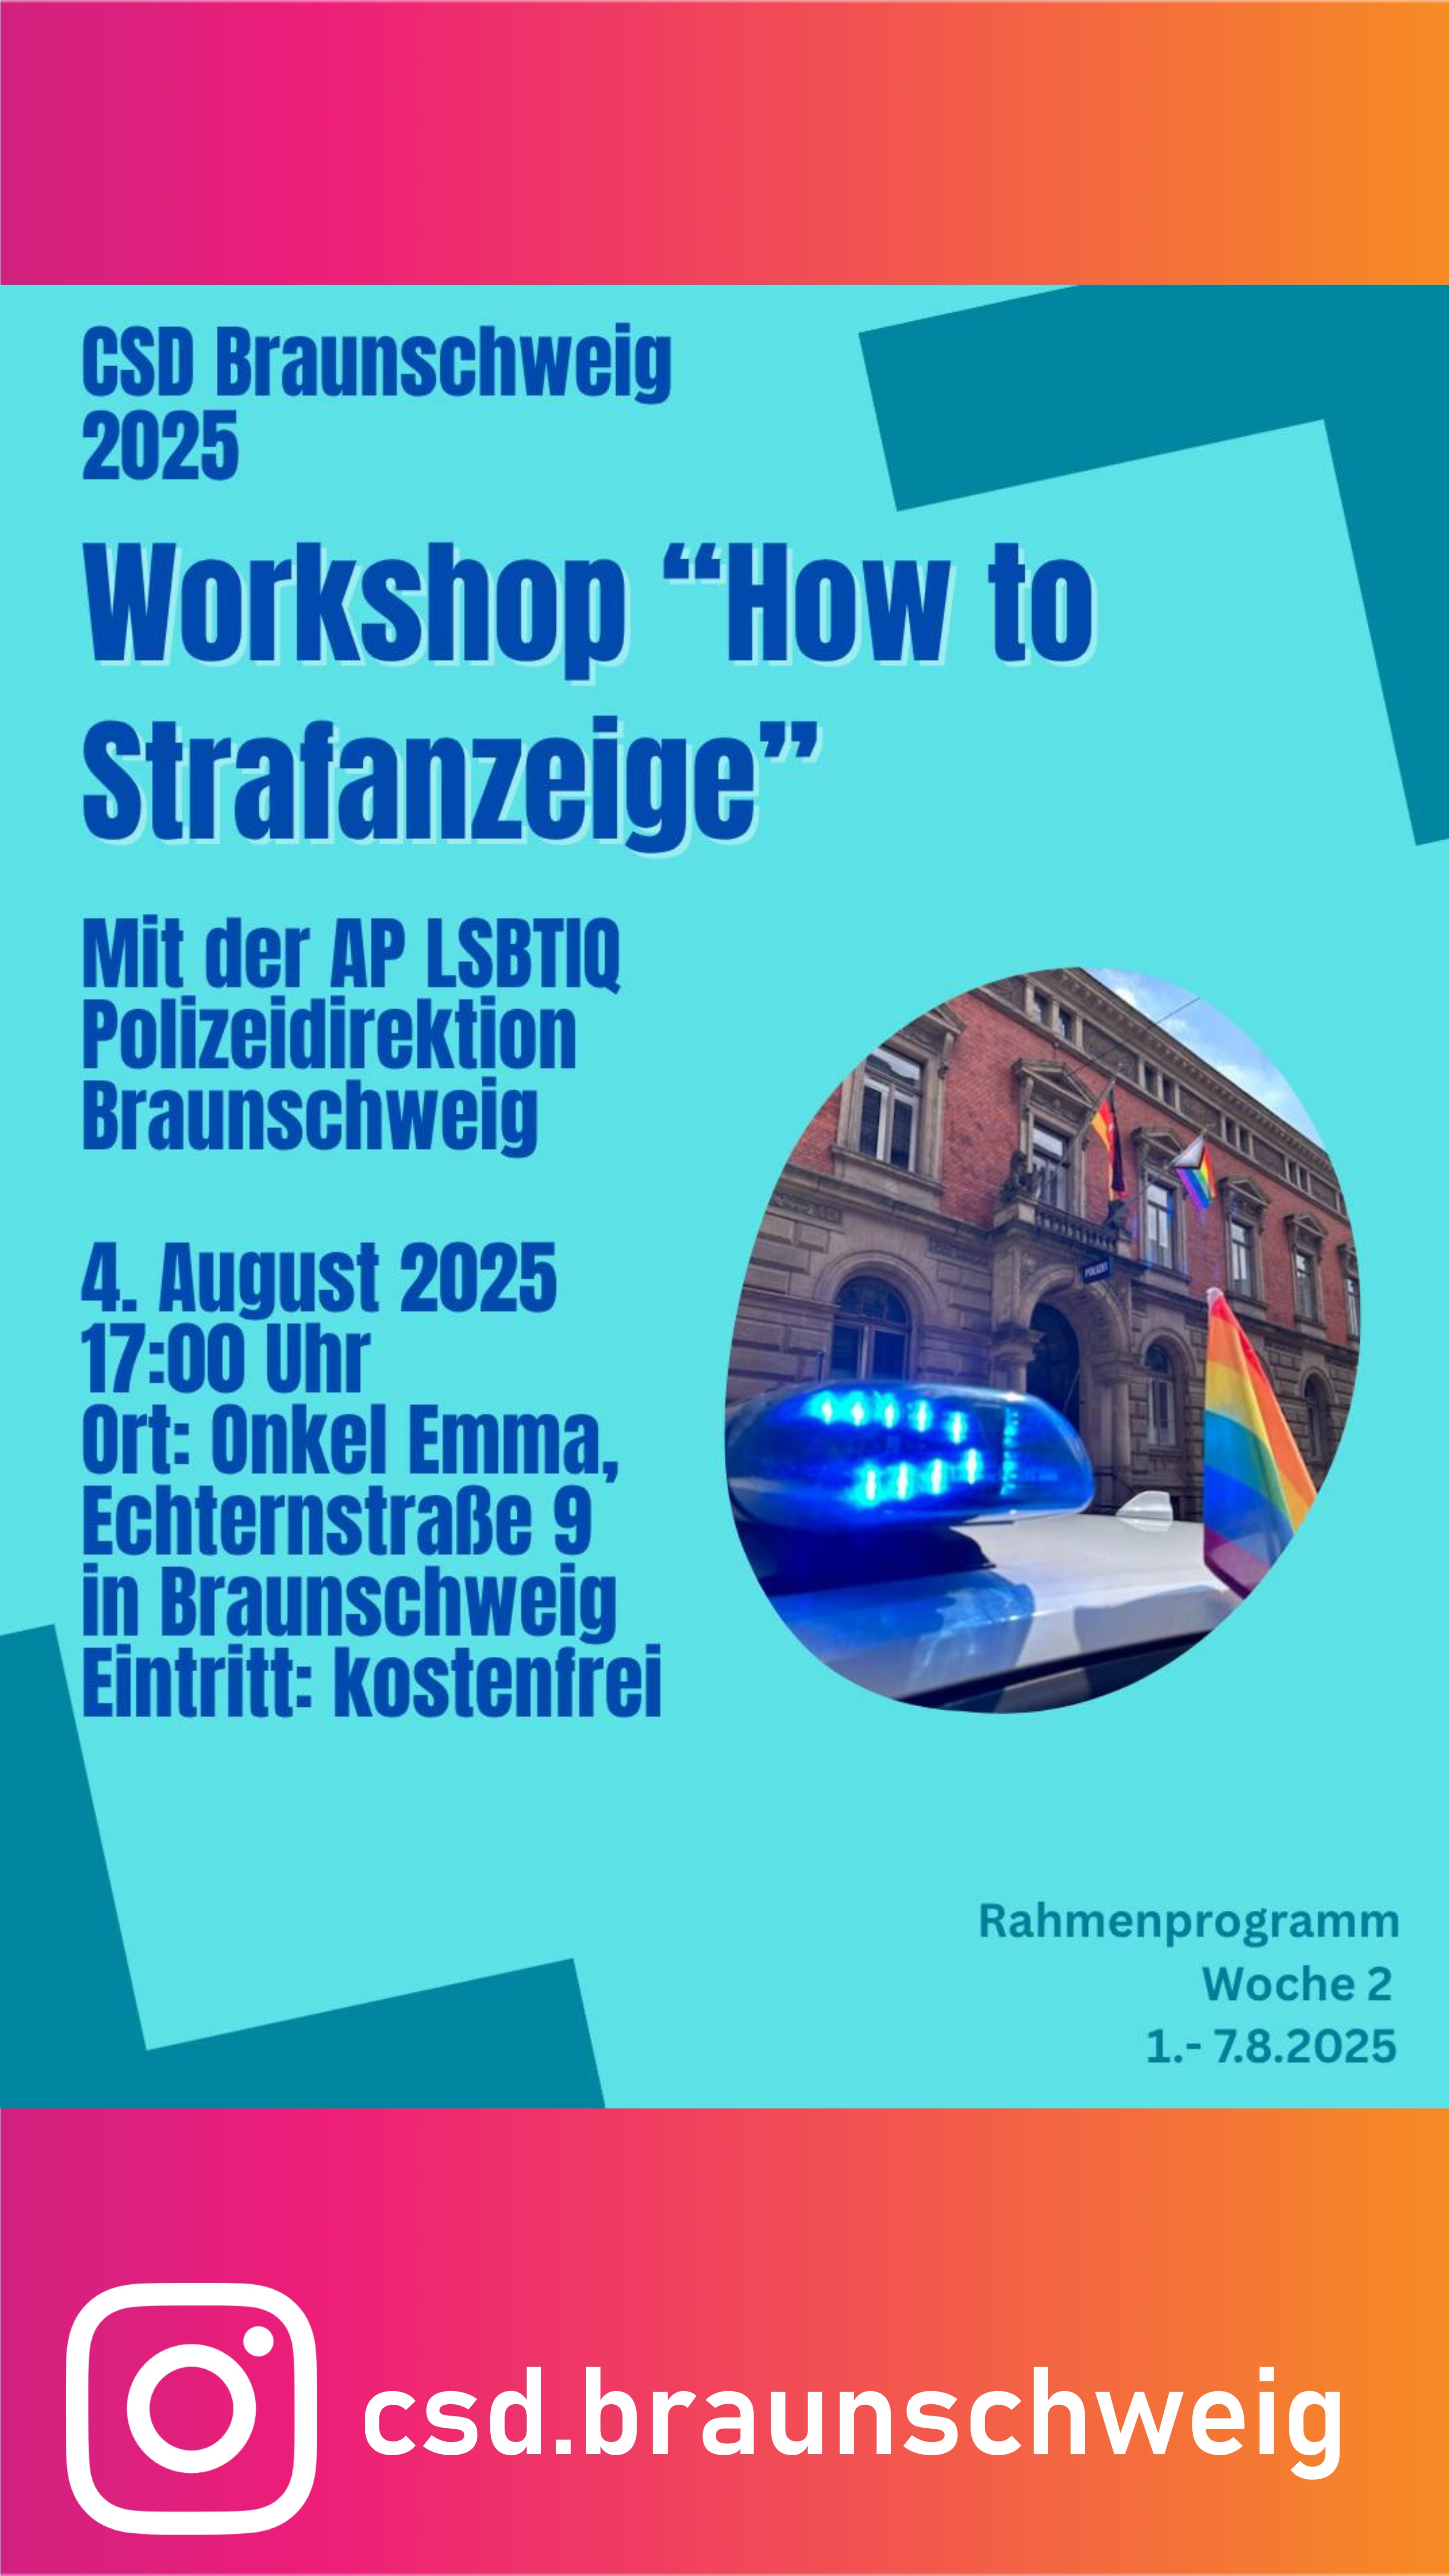 CSD Braunschweig
2025
Workshop “How to
Strafanzeige”
Mit der AP LSBTIQ
Polizeidirektion
Braunschweig
4. August 2025
17:00 Uhr
Ort: Onkel Emma,
Echternstraße 9
in Braunschweig
Eintritt: kostenfrei
POLIZEI
Rahmenprogramm
Woche 2
1.- 7.8.2025
csd.braunschweig